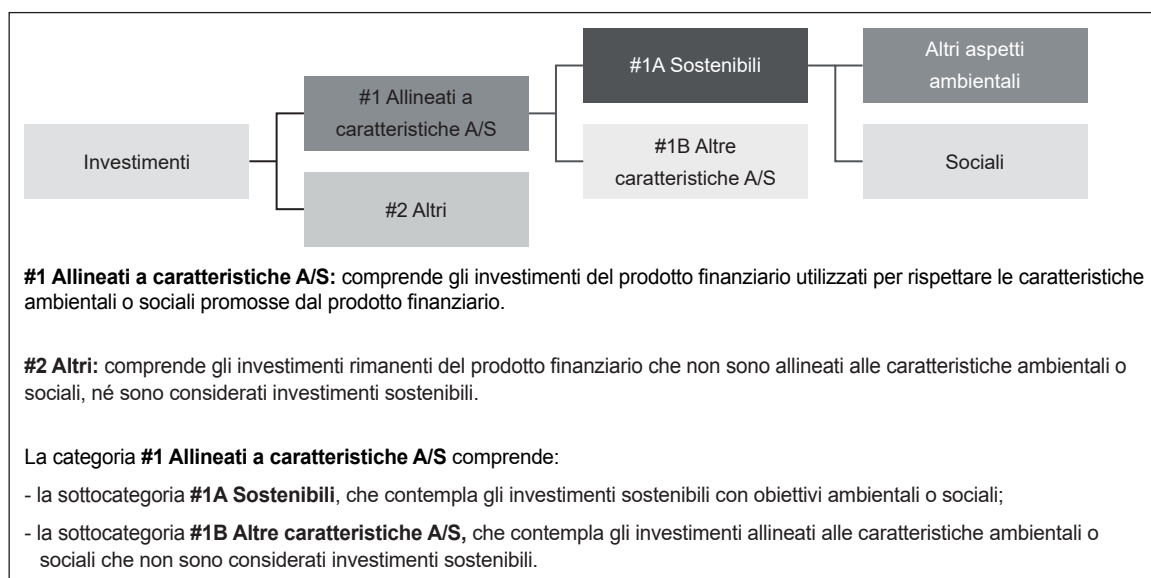 #1A Sostenibili
Altri aspetti
ambientali
#1 Allineati a
caratteristiche A/S
#1B Altre
caratteristiche A/S
Investimenti
Sociali
#2 Altri
#1 Allineati a caratteristiche A/S: comprende gli investimenti del prodotto finanziario utilizzati per rispettare le caratteristiche
ambientali o sociali promosse dal prodotto finanziario.
#2 Altri: comprende gli investimenti rimanenti del prodotto finanziario che non sono allineati alle caratteristiche ambientali o
sociali, né sono considerati investimenti sostenibili.
La categoria #1 Allineati a caratteristiche A/S comprende:
- la sottocategoria #1A Sostenibili, che contempla gli investimenti sostenibili con obiettivi ambientali o sociali;
- la sottocategoria #1B Altre caratteristiche A/S, che contempla gli investimenti allineati alle caratteristiche ambientali o
sociali che non sono considerati investimenti sostenibili.